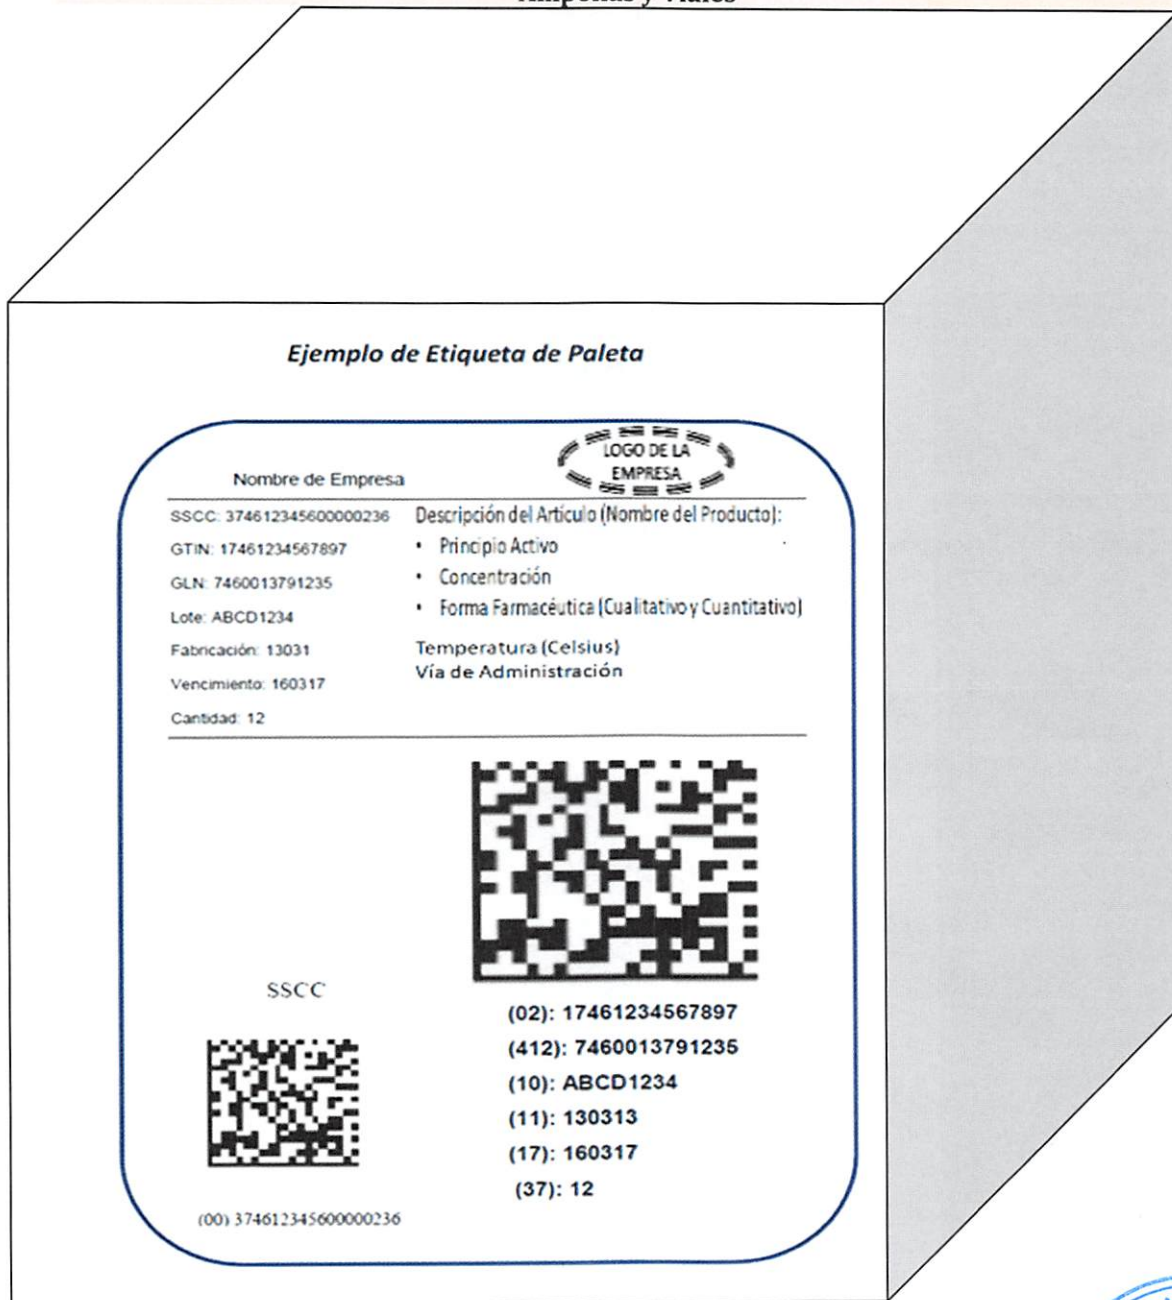 Ampollas y Viales
Ejemplo de Etiqueta de Paleta
LOGO DE LA
EMPRESA
Nombre de Empresa
SSCC: 374612345600000236
GTIN: 17461234567897
GLN: 7460013791235
Lote: ABCD1234
Fabricación: 13031
Vencimiento: 160317
Cantidad: 12
Descripción del Artículo (Nombre del Producto):
• Principio Activo
• Concentración
• Forma Farmacéutica (Cualitativo y Cuantitativo)
Temperatura (Celsius)
Vía de Administración
(02): 17461234567897
(412): 7460013791235
(10): ABCD1234
(11): 130313
(17): 160317
(37): 12
SSCC
(00) 374612345600000236